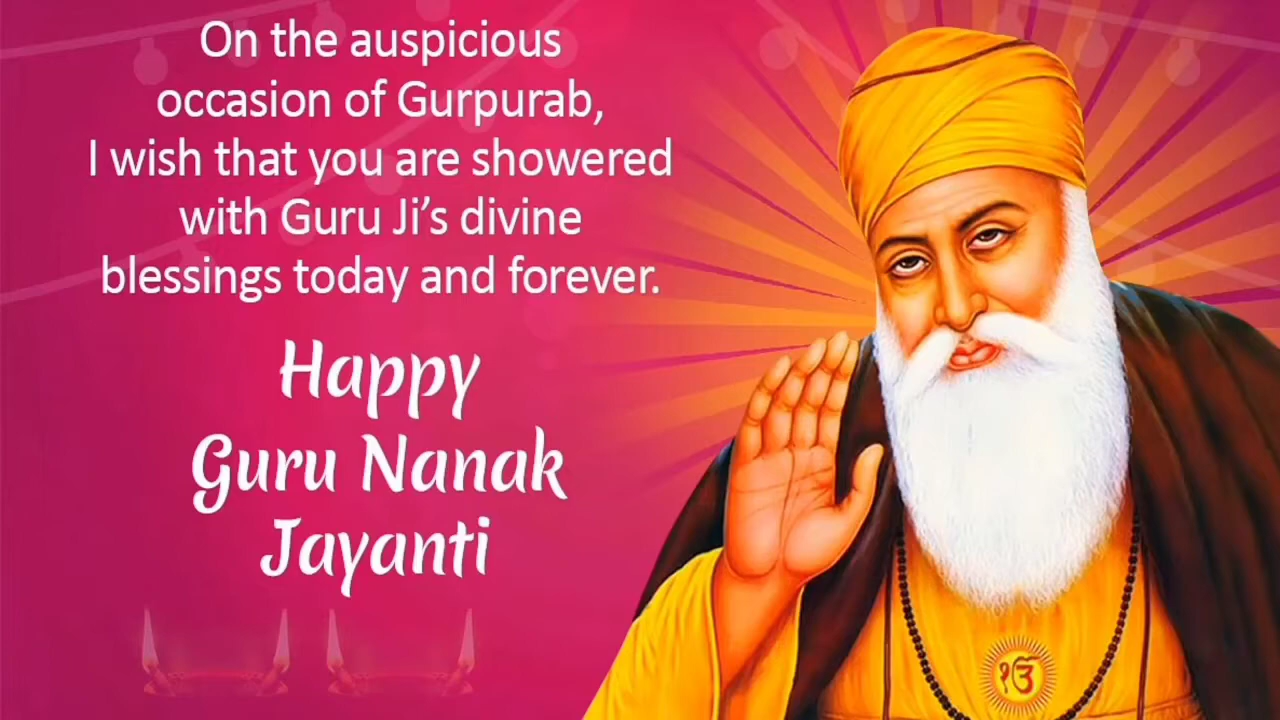 On the auspicious
occasion of Gurpurab,
I wish that you are showered
with Guru Ji’s divine
blessings today and forever.
Happy
Guru Nanak
Jayanti
ੴ